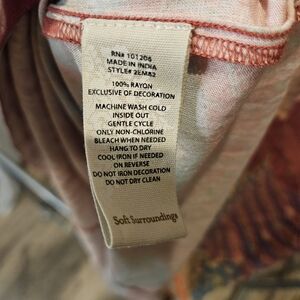 RN# 101206
MADE IN INDIA
STYLE# 2EM82
100% RAYON
EXCLUSIVE OF DECORATION
MACHINE WASH COLD
INSIDE OUT
GENTLE CYCLE
ONLY NON-CHLORINE
BLEACH WHEN NEEDED
HANG TO DRY
COOL IRON IF NEEDED
ON REVERSE
DO NOT IRON DECORATION
DO NOT DRY CLEAN
Soft Surroundings